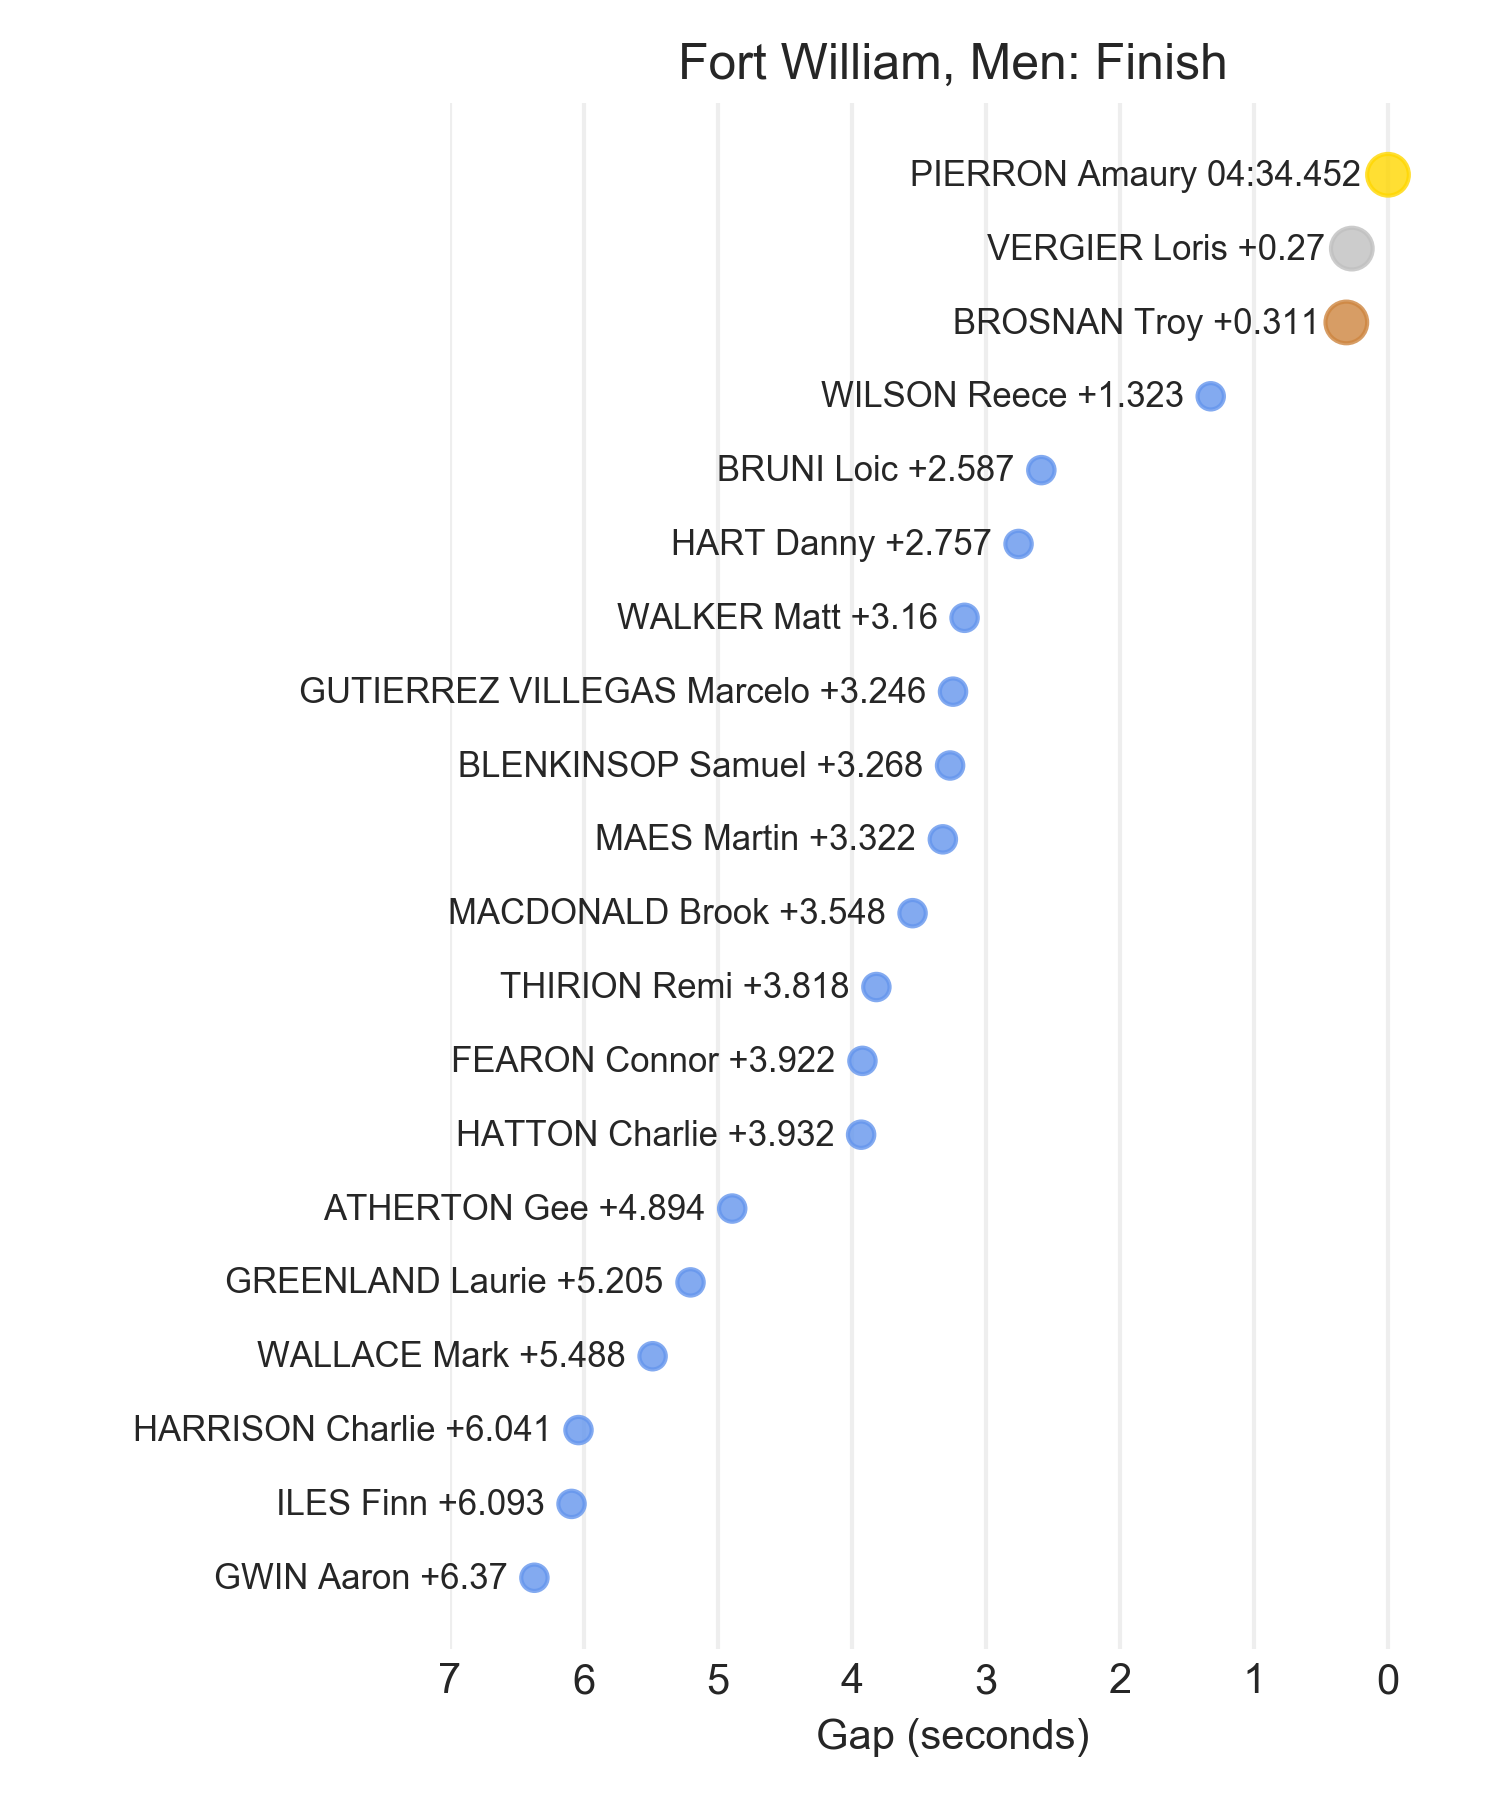 Fort William, Men: Finish
PIERRON Amaury 04:34.452
VERGIER Loris +0.27
BROSNAN Troy +0.311
WILSON Reece +1.323
BRUNI Loic +2.587
HART Danny +2.757
WALKER Matt +3.16
GUTIERREZ VILLEGAS Marcelo +3.246
BLENKINSOP Samuel +3.268
MAES Martin +3.322
MACDONALD Brook +3.548
THIRION Remi +3.818
FEARON Connor +3.922
HATTON Charlie +3.932
ATHERTON Gee +4.894
GREENLAND Laurie +5.205
WALLACE Mark +5.488
HARRISON Charlie +6.041
ILES Finn +6.093
GWIN Aaron +6.37
7 6 5 4 3 2 1 0
Gap (seconds)